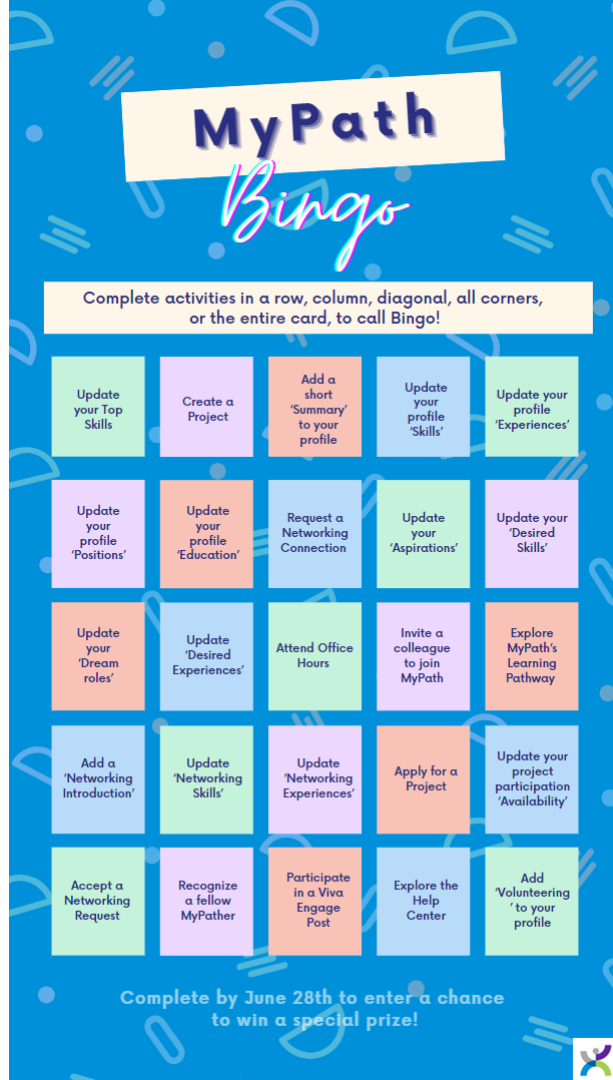 MyPath
Bingo
Complete activities in a row, column, diagonal, all corners,
or the entire card, to call Bingo!
Update
your Top
Skills
Create a
Project
Add a
short
‘Summary’
to your
profile
Update
your
profile
‘Skills’
Update your
profile
‘Experiences’
Update
your
profile
‘Positions’
Update
your
profile
‘Education’
Request a
Networking
Connection
Update
your
‘Aspirations’
Update your
‘Desired
Skills’
Update
your
‘Dream
roles’
Update
‘Desired
Experiences’
Attend Office
Hours
Invite a
colleague
to join
MyPath
Explore
MyPath’s
Learning
Pathway
Add a
‘Networking
Introduction’
Update
‘Networking
Skills’
Update
‘Networking
Experiences’
Apply for a
Project
Update your
project
participation
‘Availability’
Accept a
Networking
Request
Recognize
a fellow
MyPather
Participate
in a Viva
Engage
Post
Explore the
Help
Center
Add
‘Volunteering
’ to your
profile
Complete by June 28th to enter a chance
to win a special prize!